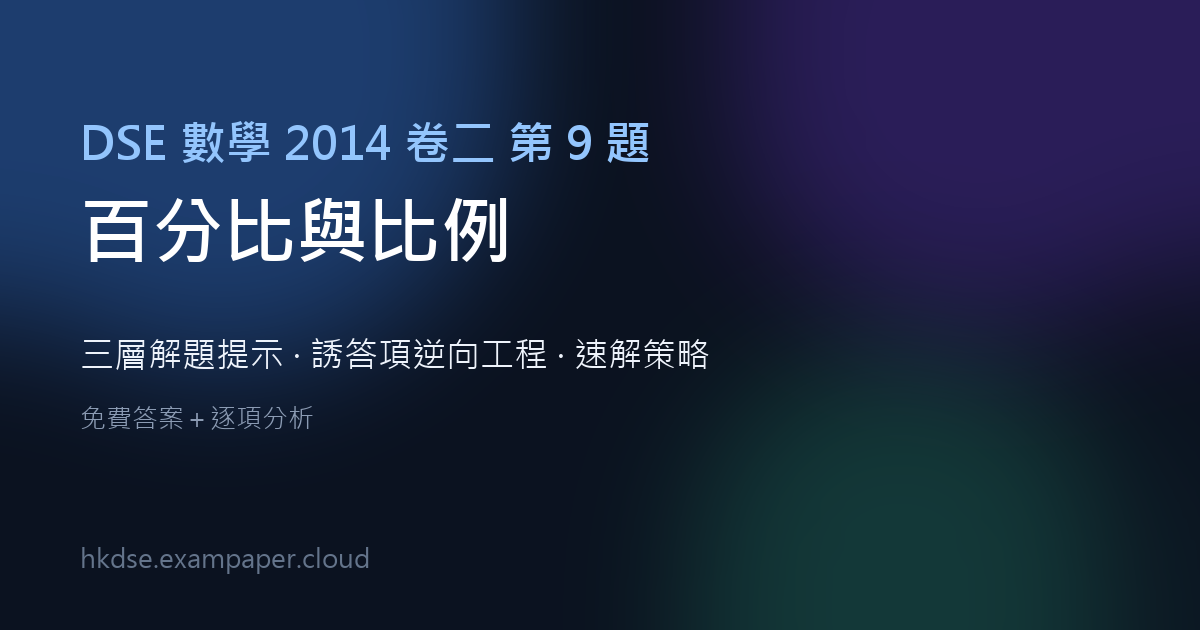 DSE 數學 2014 卷二 第 9 題
百分比與比例
三層解題提示 · 誘答項逆向工程 · 速解策略
免費答案 + 逐項分析
hkdse.exampaper.cloud